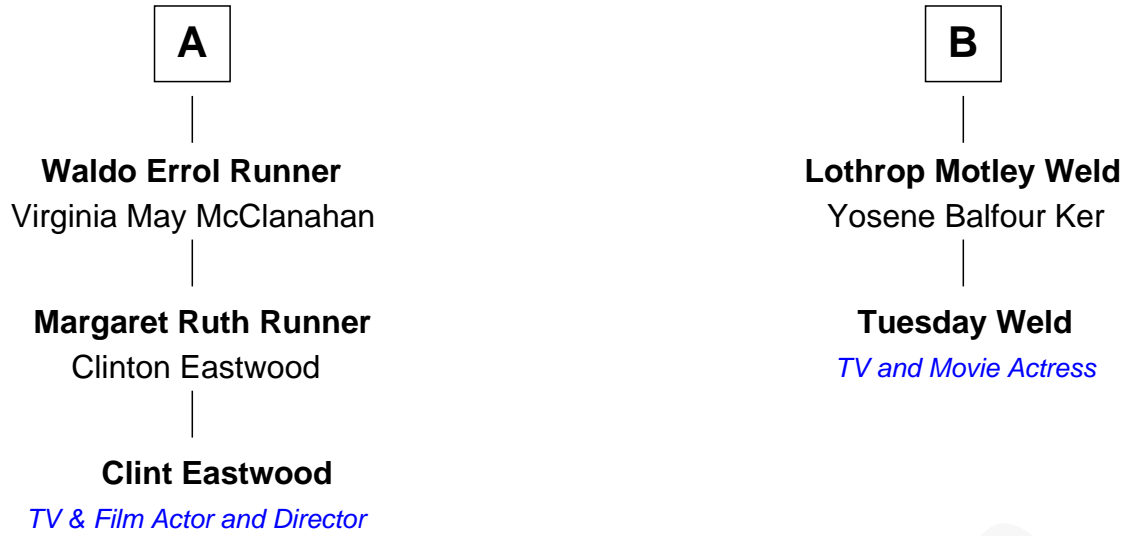 A
Waldo Errol Runner
Virginia May McClanahan
Margaret Ruth Runner
Clinton Eastwood
Clint Eastwood
TV & Film Actor and Director
B
Lothrop Motley Weld
Yosene Balfour Ker
Tuesday Weld
TV and Movie Actress